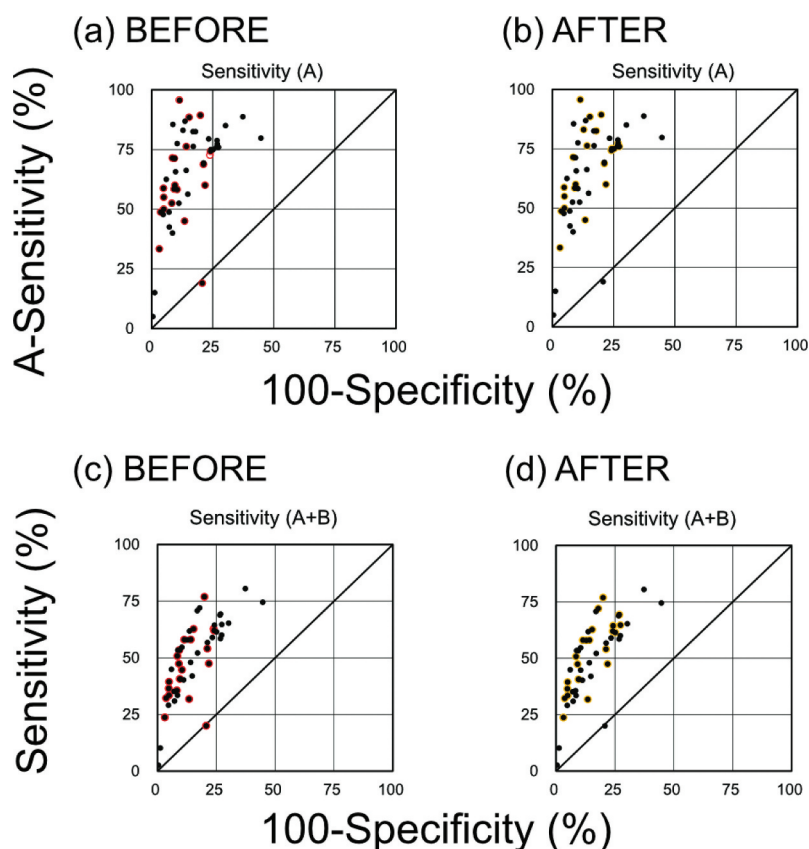 (a) BEFORE
(b) AFTER
Sensitivity (A)
Sensitivity (A)
A-Sensitivity (%)
100
75
50
25
0
0 25 50 75 100
100
75
50
25
0
0 25 50 75 100
100-Specificity (%)
(c) BEFORE
(d) AFTER
Sensitivity (A+B)
Sensitivity (A+B)
Sensitivity (%)
100
75
50
25
0
0 25 50 75 100
100
75
50
25
0
0 25 50 75 100
100-Specificity (%)